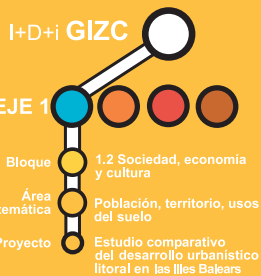 I+D+i GIZC
EJE 1
Bloque
1.2 Sociedad, economía
y cultura
Área
temática
Población, territorio, usos
del suelo
Proyecto
Estudio comparativo
del desarrollo urbanístico
litoral en las Illes Balears